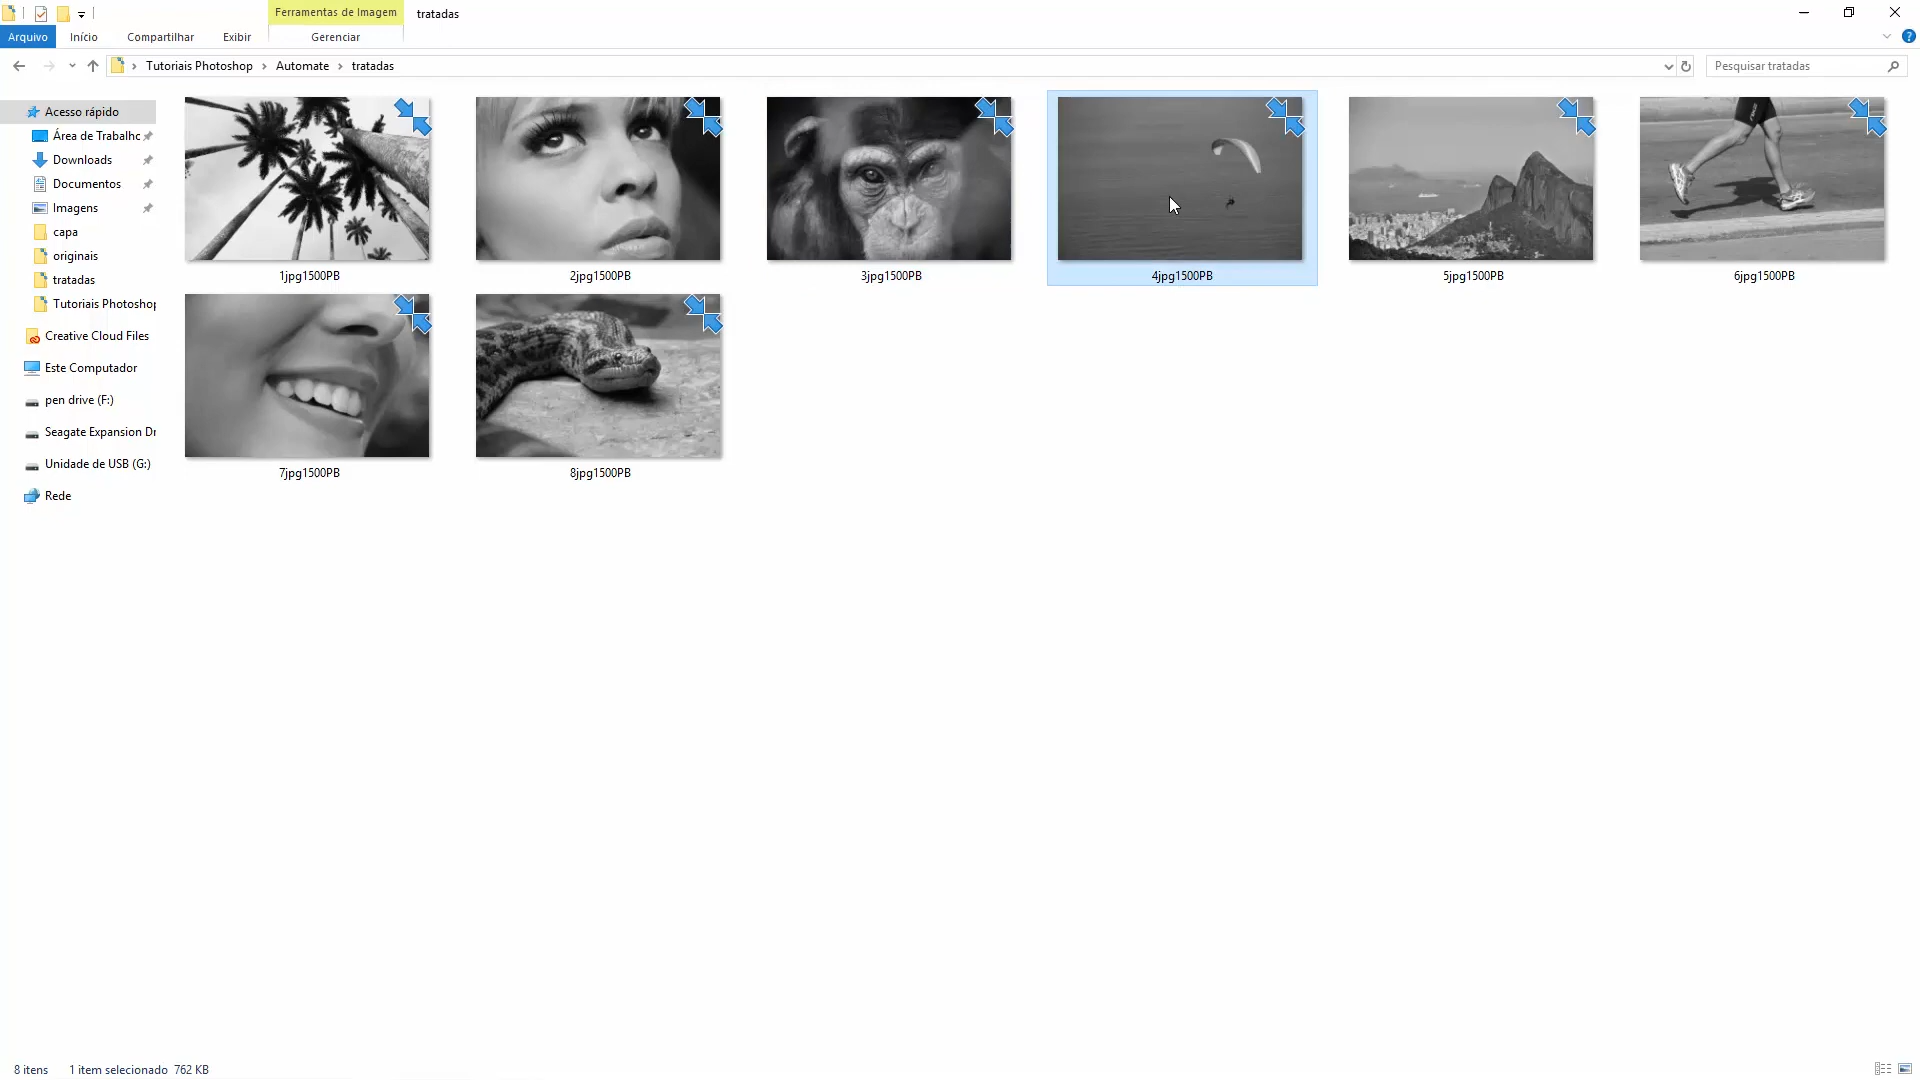 Ferramentas de Imagem
tratadas
Arquivo
Início
Compartilhar
Exibir
Gerenciar
Tutoriais Photoshop
Automate
tratadas
Pesquisar tratadas
Acesso rápido
Área de Trabalho
Downloads
Documentos
Imagens
capa
originais
tratadas
Tutoriais Photoshop
Creative Cloud Files
Este Computador
pen drive (F:)
Seagate Expansion Dr
Unidade de USB (G:)
Rede
1jpg1500PB
2jpg1500PB
3jpg1500PB
4jpg1500PB
5jpg1500PB
6jpg1500PB
7jpg1500PB
8jpg1500PB
8 itens
1 item selecionado 762 KB